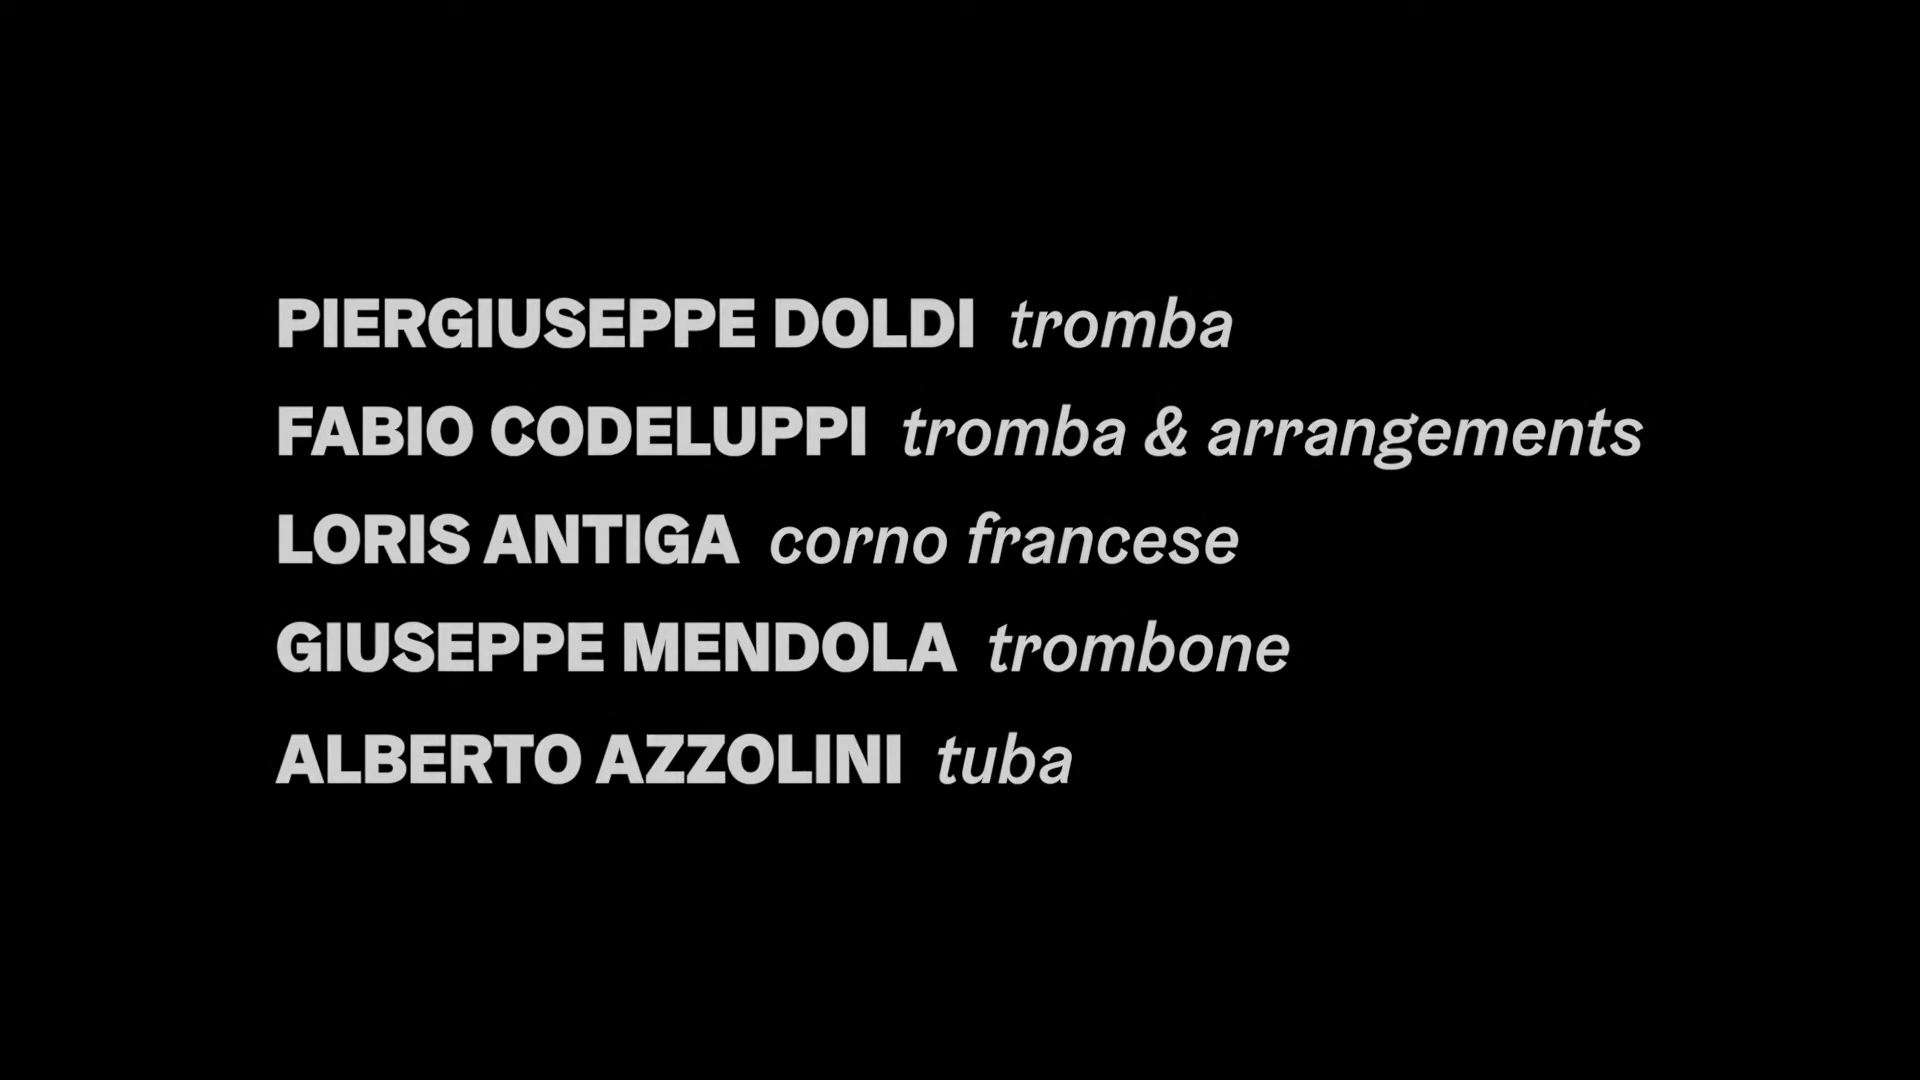 PIERGIUSEPPE DOLDI tromba
FABIO CODELUPPI tromba & arrangements
LORIS ANTIGA corno francese
GIUSEPPE MENDOLA trombone
ALBERTO AZZOLINI tuba